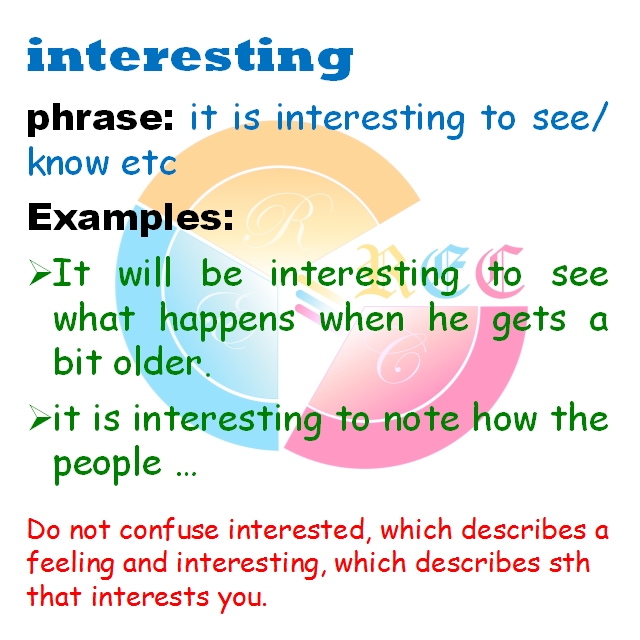 interesting
phrase: it is interesting to see/
know etc
Examples:
➢It will be interesting to see
what happens when he gets a
bit older.
➢it is interesting to note how the
people ...
Do not confuse interested, which describes a
feeling and interesting, which describes sth
that interests you.
R
E
C
NEC